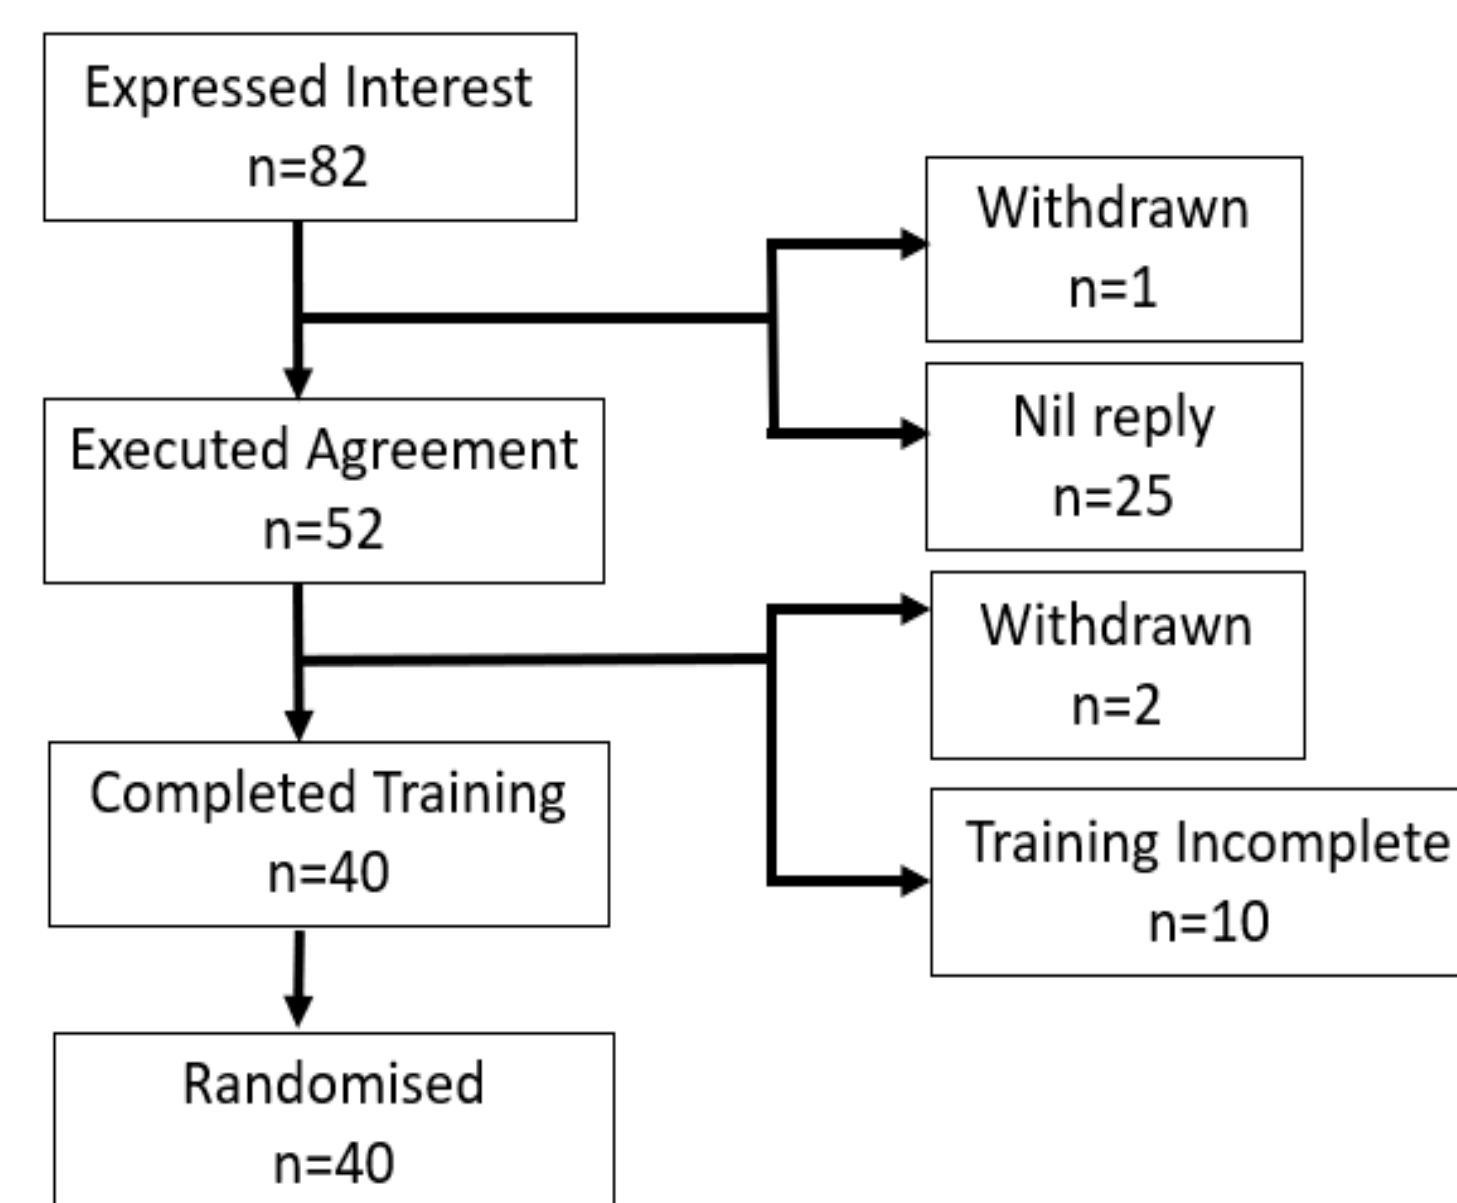 Expressed Interest
n=82
Withdrawn
n=1
Nil reply
n=25
Executed Agreement
n=52
Withdrawn
n=2
Training Incomplete
n=10
Completed Training
n=40
Randomised
n=40